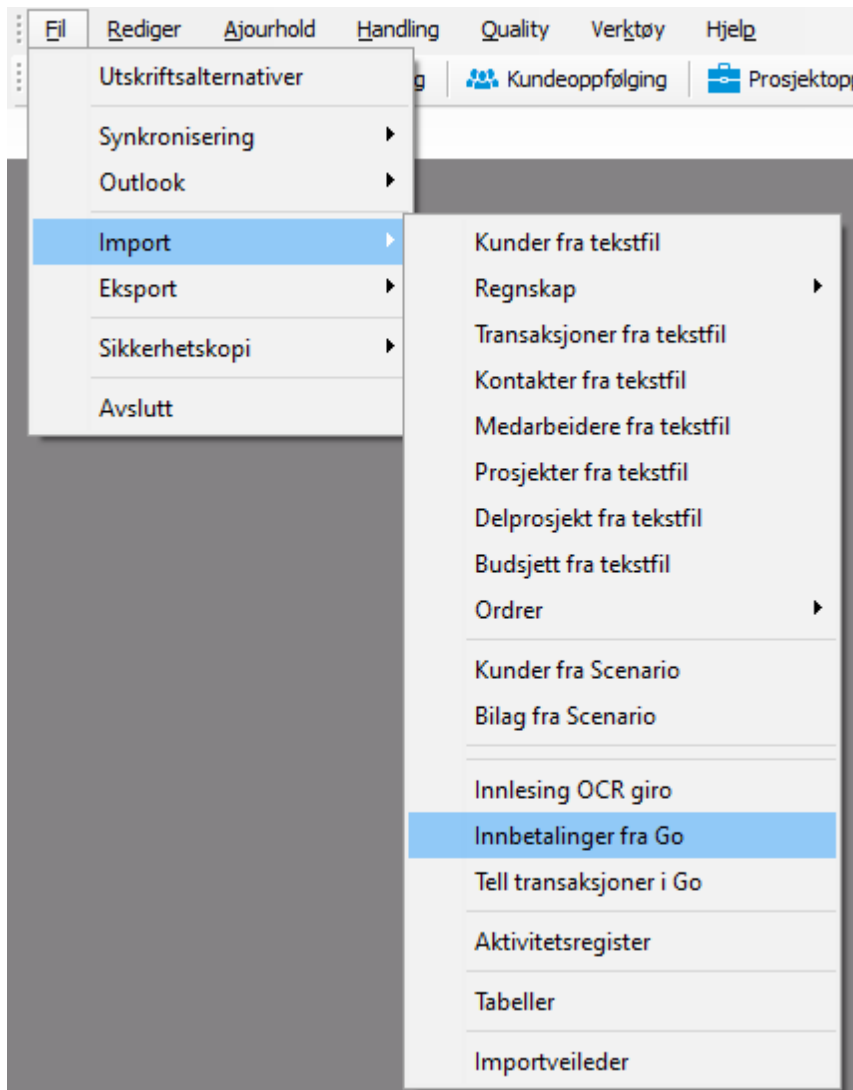 Fil Rediger Ajourhold Handling Quality Verktøy Hjelp
Utskriftsalternativer
g Kundeoppfølging Prosjektopp
Synkronisering
Outlook
Import
Eksport
Sikkerhetskopi
Avslutt
Kunder fra tekstfil
Regnskap
Transaksjoner fra tekstfil
Kontakter fra tekstfil
Medarbeidere fra tekstfil
Prosjekter fra tekstfil
Delprosjekt fra tekstfil
Budsjett fra tekstfil
Ordrer
Kunder fra Scenario
Bilag fra Scenario
Innlesing OCR giro
Innbetalinger fra Go
Tell transaksjoner i Go
Aktivitetsregister
Tabeller
Importveileder